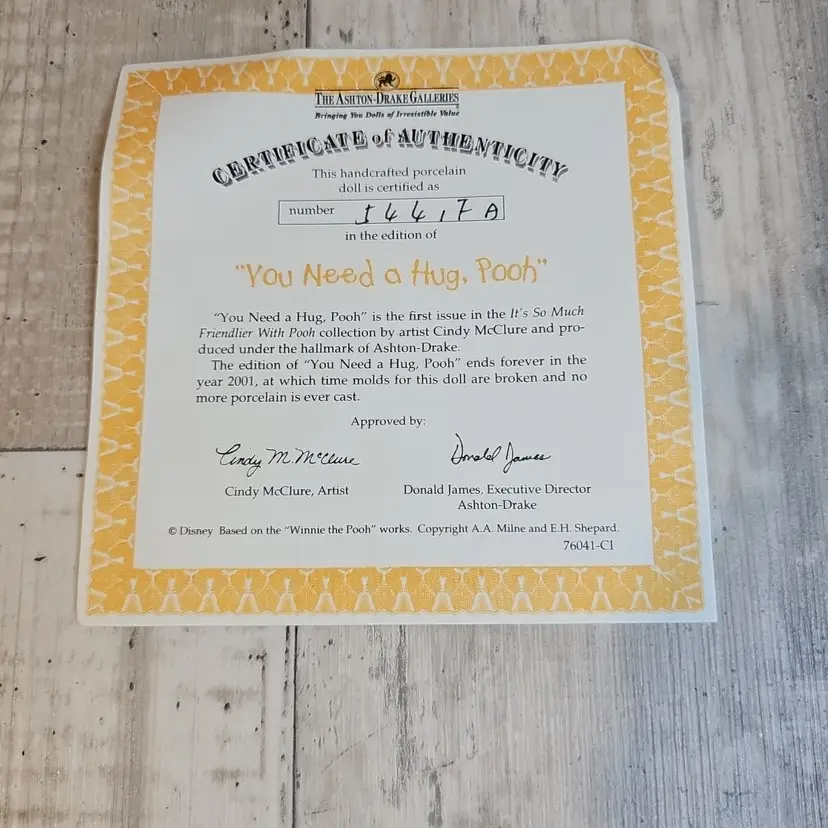 THE ASHTON-DRAKE GALLERIES
Bringing You Dolls of Irresistible Value
CERTIFICATE of AUTHENTICITY
This handcrafted porcelain
doll is certified as
number
in the edition of
"You Need a Hug, Pooh"
"You Need a Hug, Pooh" is the first issue in the It's So Much
Friendlier With Pooh collection by artist Cindy McClure and pro-
duced under the hallmark of Ashton-Drake.
The edition of "You Need a Hug, Pooh" ends forever in the
year 2001, at which time molds for this doll are broken and no
more porcelain is ever cast.
Approved by:
Cindy M. McClure Donald James
Cindy McClure, Artist Donald James, Executive Director
Ashton-Drake
© Disney Based on the "Winnie the Pooh" works. Copyright A.A. Milne and E.H. Shepard.
76041-CI